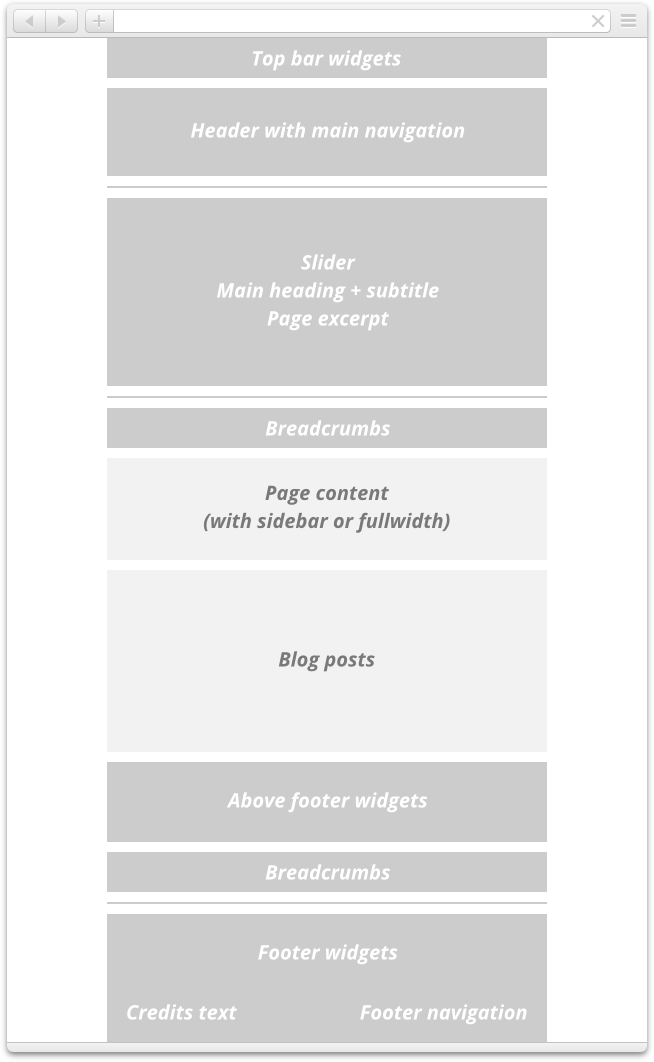 Top bar widgets
Header with main navigation
Slider
Main heading + subtitle
Page excerpt
Breadcrumbs
Page content
(with sidebar or fullwidth)
Blog posts
Above footer widgets
Breadcrumbs
Footer widgets
Credits text
Footer navigation